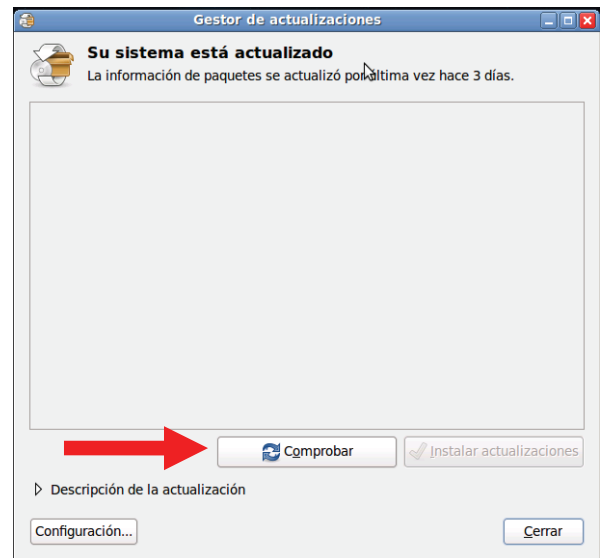 Gestor de actualizaciones
Su sistema está actualizado
La información de paquetes se actualizó por última vez hace 3 días.
Comprobar
Instalar actualizaciones
Descripción de la actualización
Configuración...
Cerrar